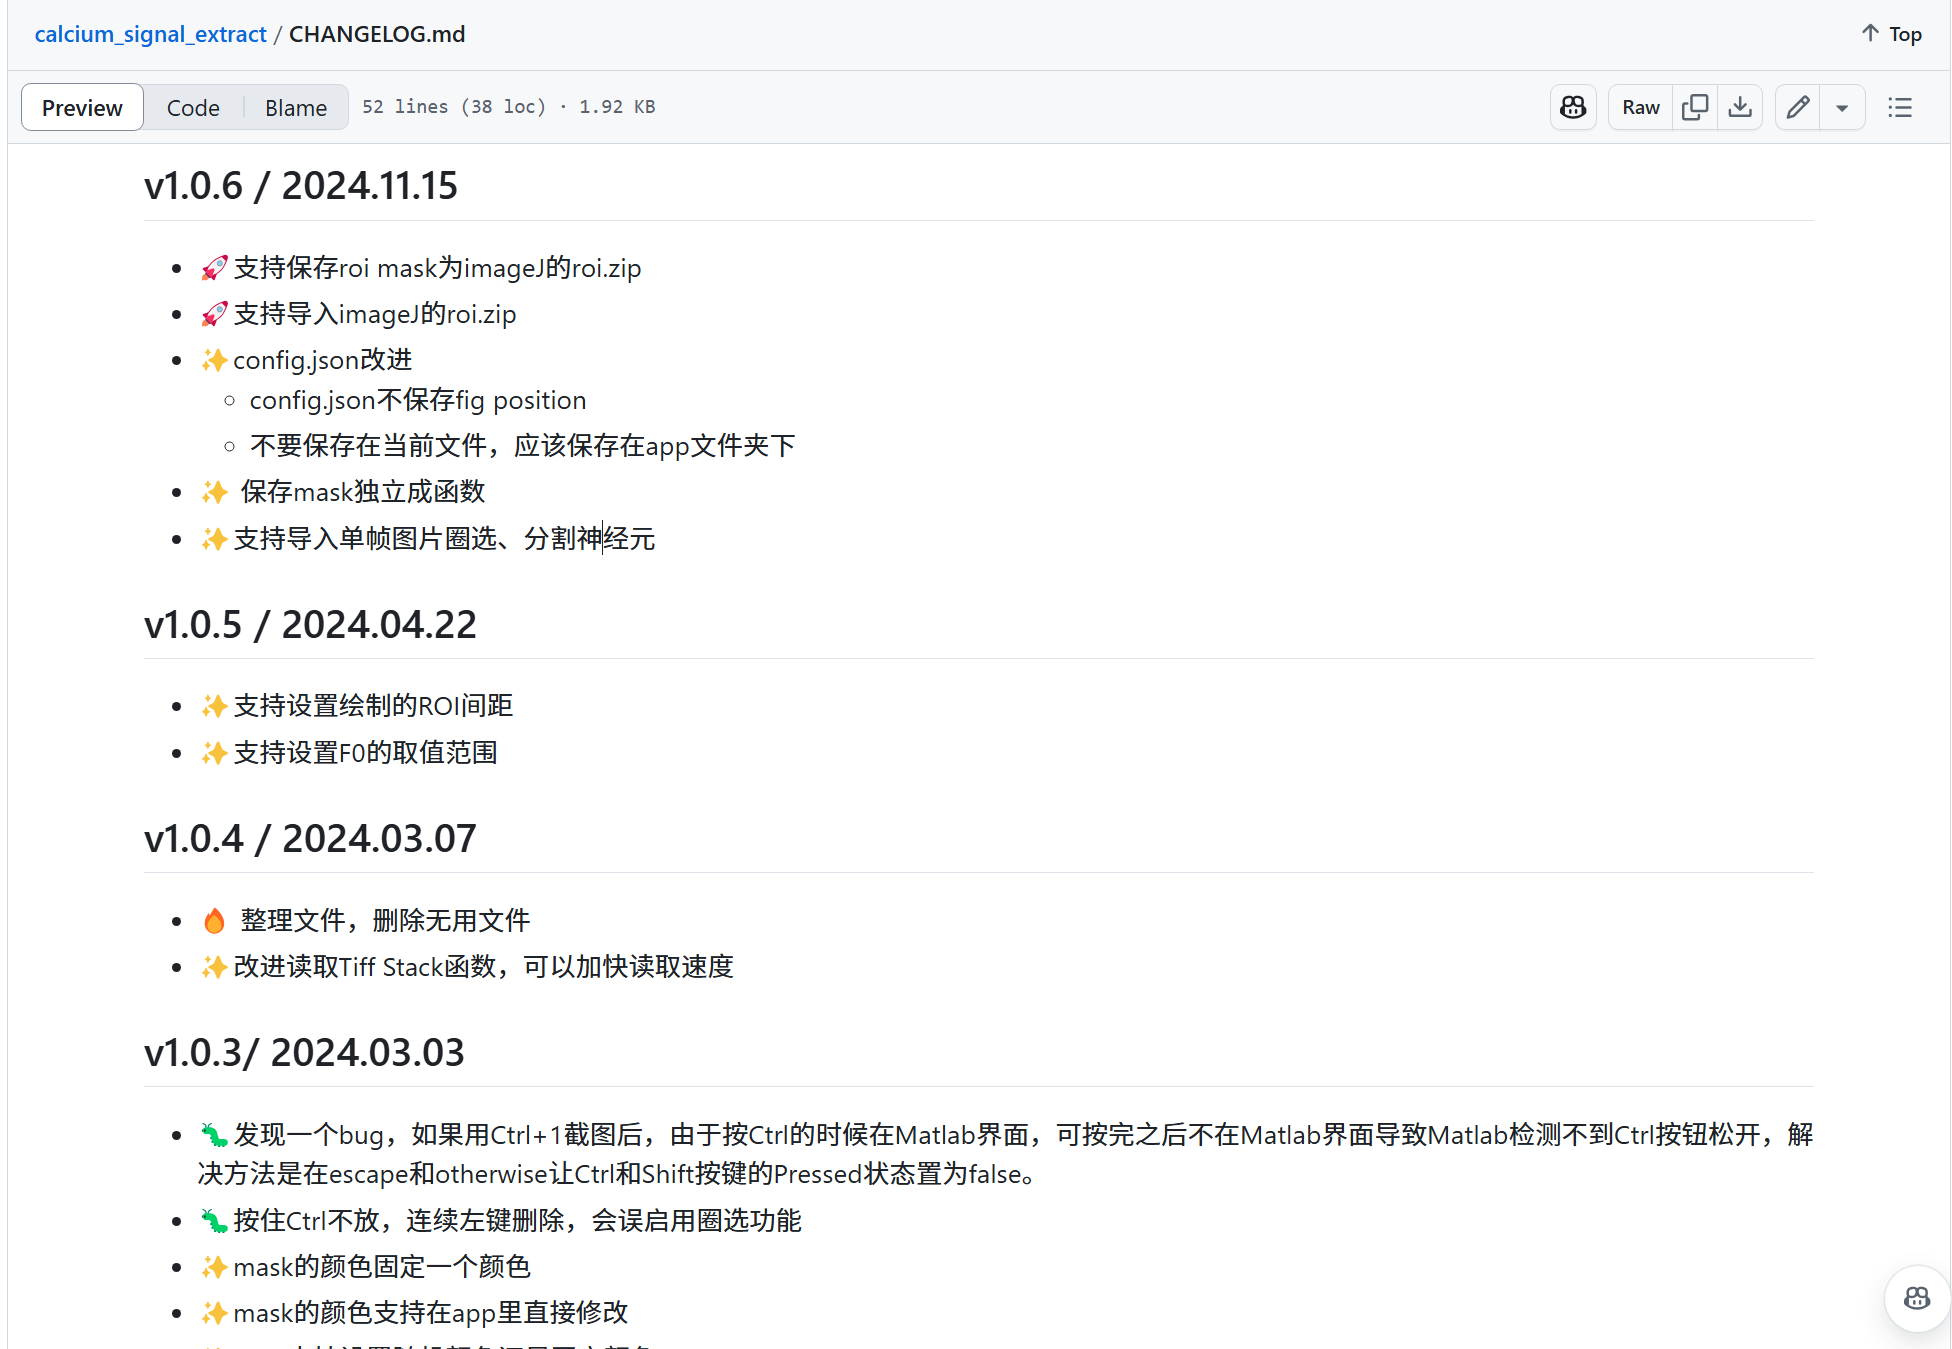 calcium_signal_extract / CHANGELOG.md
Top
Preview
Code
Blame
52 lines (38 loc) · 1.92 KB
Raw
v1.0.6 / 2024.11.15
🚀支持保存roi mask为imageJ的roi.zip
🚀支持导入imageJ的roi.zip
✨config.json改进
config.json不保存fig position
不要保存在当前文件，应该保存在app文件夹下
✨ 保存mask独立成函数
✨支持导入单帧图片圈选、分割神经元
v1.0.5 / 2024.04.22
✨支持设置绘制的ROI间距
✨支持设置F0的取值范围
v1.0.4 / 2024.03.07
🔥 整理文件，删除无用文件
✨改进读取Tiff Stack函数，可以加快读取速度
v1.0.3/ 2024.03.03
🐛发现一个bug，如果用Ctrl+1截图后，由于按Ctrl的时候在Matlab界面，可按完之后不在Matlab界面导致Matlab检测不到Ctrl按钮松开，解
决方法是在escape和otherwise让Ctrl和Shift按键的Pressed状态置为false。
🐛按住Ctrl不放，连续左键删除，会误启用圈选功能
✨mask的颜色固定一个颜色
✨mask的颜色支持在app里直接修改